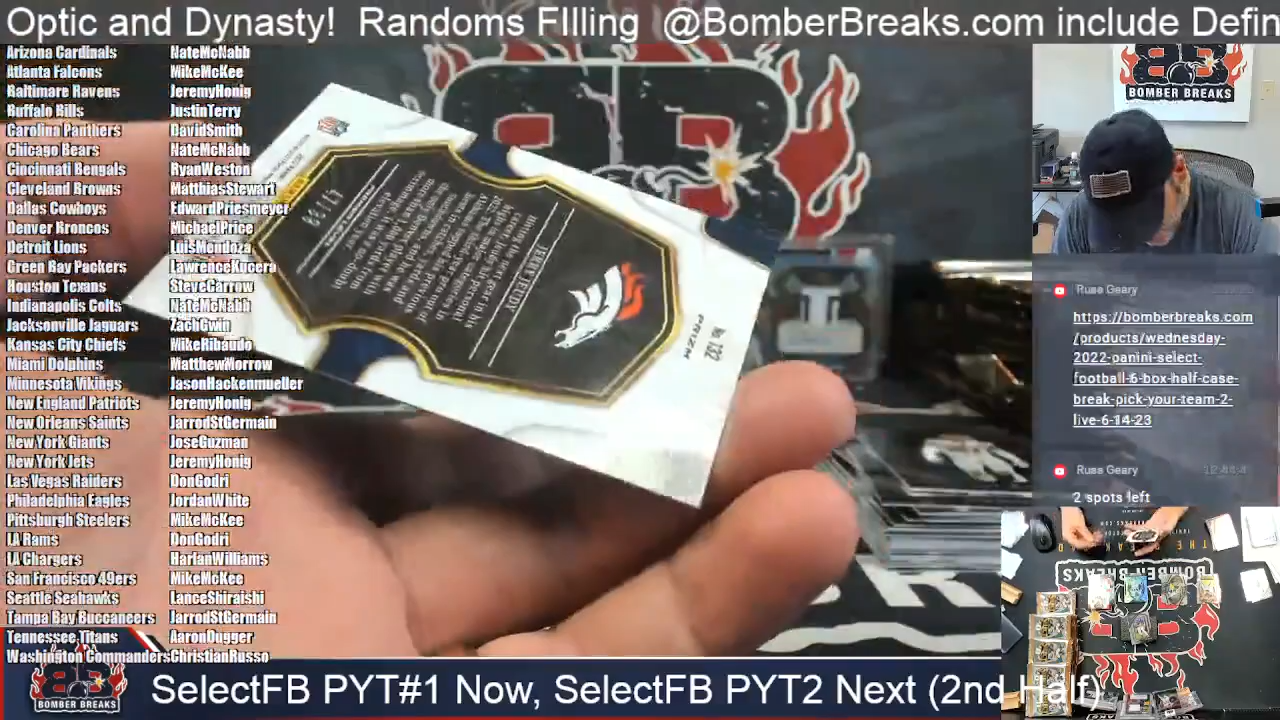 Optic and Dynasty! Randoms FIlling @BomberBreaks.com include Defin
Arizona Cardinals NateMcNabb
Atlanta Falcons MikeMcKee
Baltimore Ravens JeremyHonig
Buffalo Bills JustinTerry
Carolina Panthers DavidSmith
Chicago Bears NateMcNabb
Cincinnati Bengals RyanWeston
Cleveland Browns MatthiasStewart
Dallas Cowboys EdwardPriesmeyer
Denver Broncos MichaelPrice
Detroit Lions LuisMendoza
Green Bay Packers LawrenceKucera
Houston Texans SteveCarrow
Indianapolis Colts NateMcNabb
Jacksonville Jaguars ZachGwin
Kansas City Chiefs MikeRibaudo
Miami Dolphins MatthewMorrow
Minnesota Vikings JasonHackenmueller
New England Patriots JeremyHonig
New Orleans Saints JarrodStGermain
New York Giants JoseGuzman
New York Jets JeremyHonig
Las Vegas Raiders DonGodri
Philadelphia Eagles JordanWhite
Pittsburgh Steelers MikeMcKee
LA Rams DonGodri
LA Chargers HarlanWilliams
San Francisco 49ers MikeMcKee
Seattle Seahawks LanceShiraishi
Tampa Bay Buccaneers JarrodStGermain
Tennessee Titans AaronDugger
Washington Commanders ChristianRusso
JERRY JEUDY
No. 132
PRIZM
BOMBER BREAKS
Russ Geary
https://bomberbreaks.com
/products/wednesday-
2022-panini-select-
football-6-box-half-case-
break-pick-your-team-2-
live-6-14-23
Russ Geary
2 spots left
BOMBER BREAKS
BOMBER BREAKS
SelectFB PYT#1 Now, SelectFB PYT2 Next (2nd Half)